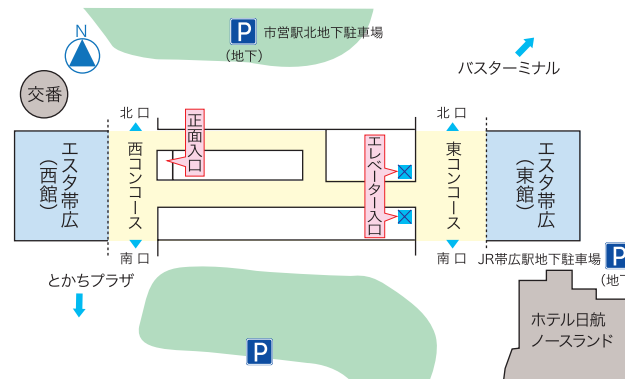 N
P
市営駅北地下駐車場
(地下)
バスターミナル
交番
北口
北口
エスタ帯広
(西館)
西コンコース
正面入口
エレベーター入口
東コンコース
エスタ帯広
(東館)
南口
南口
とかちプラザ
JR帯広駅地下駐車場
P
(地下
ホテル日航
ノースランド
P